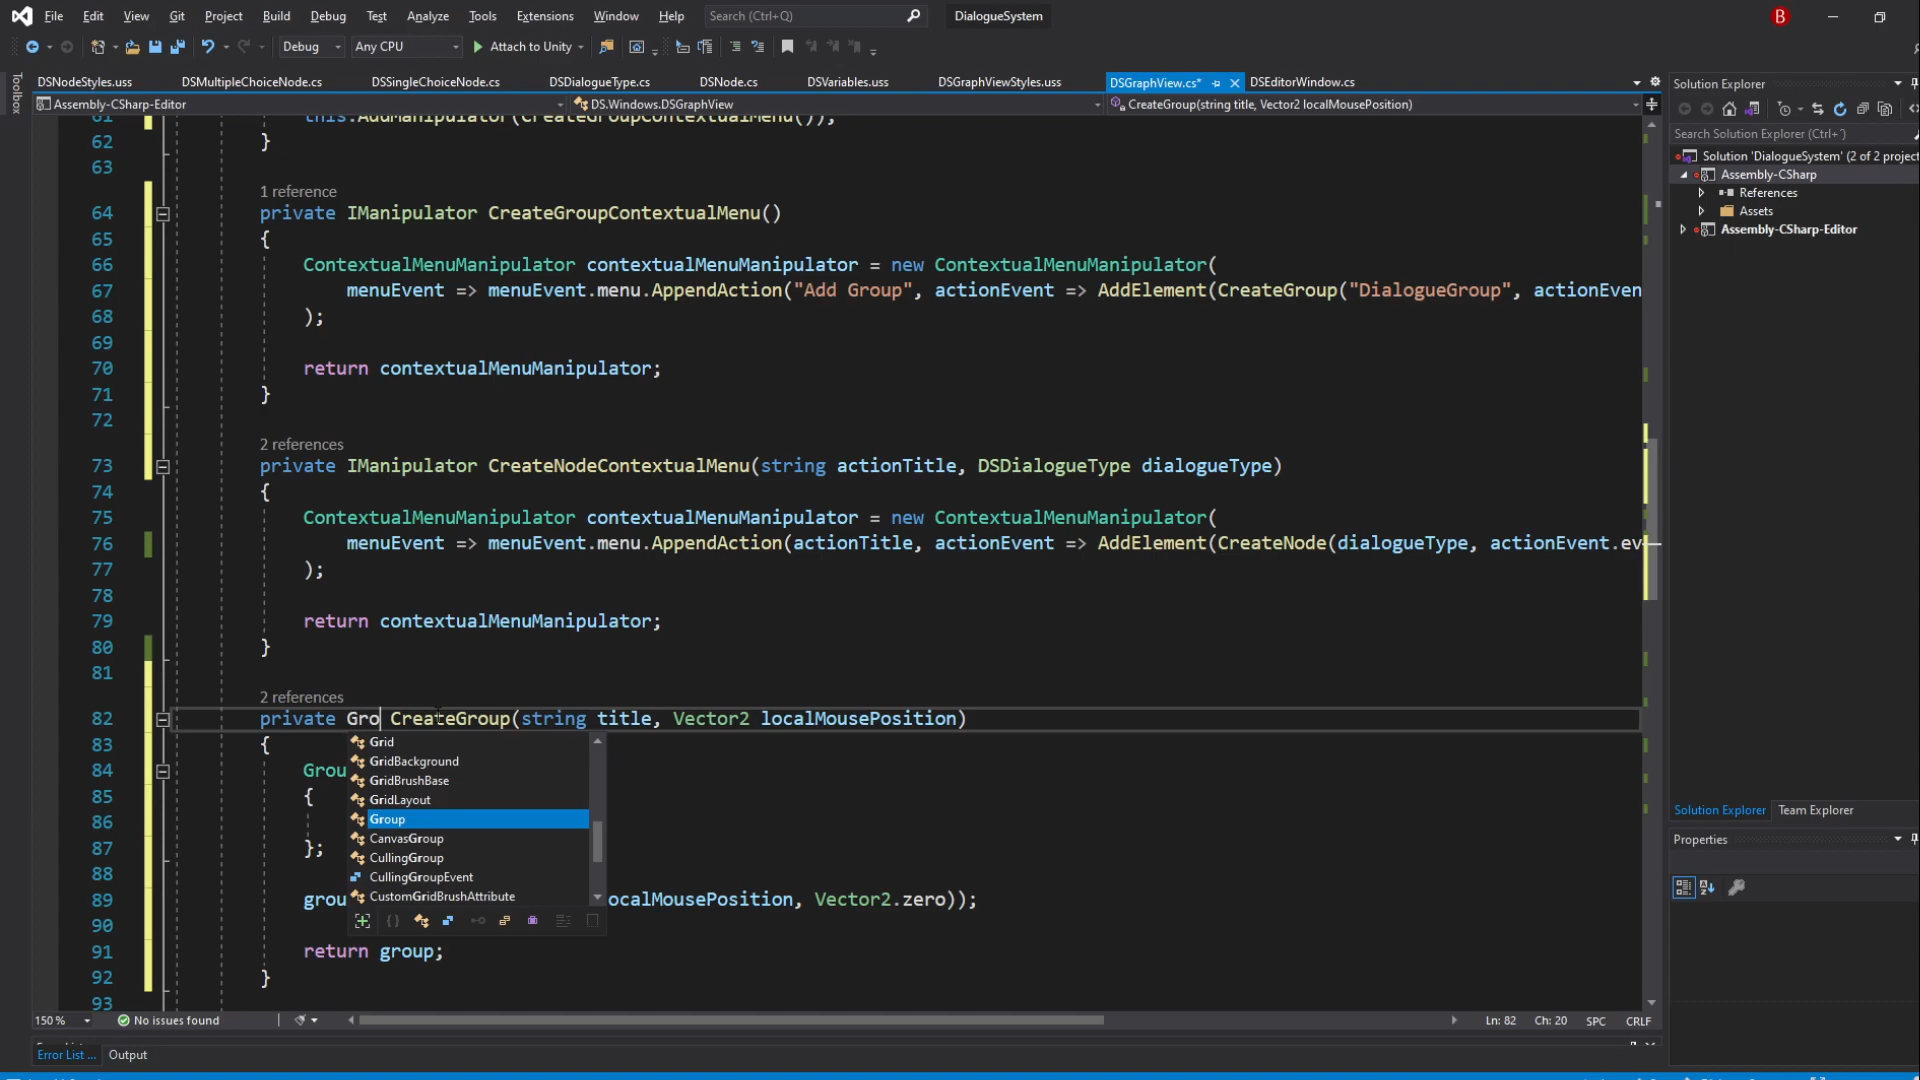 File Edit View Git Project Build Debug Test Analyze Tools Extensions Window Help Search (Ctrl+Q) DialogueSystem B
Debug Any CPU Attach to Unity
DSNodeStyles.uss DSMultipleChoiceNode.cs DSSingleChoiceNode.cs DSDialogueType.cs DSNode.cs DSVariables.uss DSGraphViewStyles.uss DSGraphView.cs* DSEditorWindow.cs
Assembly-CSharp-Editor DS.Windows.DSGraphView CreateGroup(string title, Vector2 localMousePosition)
Toolbox
61 this.AddManipulator(CreateGroupContextualMenu());
62 }
63
1 reference
64 private IManipulator CreateGroupContextualMenu()
65 {
66 ContextualMenuManipulator contextualMenuManipulator = new ContextualMenuManipulator(
67 menuEvent => menuEvent.menu.AppendAction("Add Group", actionEvent => AddElement(CreateGroup("DialogueGroup", actionEven
68 );
69
70 return contextualMenuManipulator;
71 }
72
2 references
73 private IManipulator CreateNodeContextualMenu(string actionTitle, DSDialogueType dialogueType)
74 {
75 ContextualMenuManipulator contextualMenuManipulator = new ContextualMenuManipulator(
76 menuEvent => menuEvent.menu.AppendAction(actionTitle, actionEvent => AddElement(CreateNode(dialogueType, actionEvent.ev
77 );
78
79 return contextualMenuManipulator;
80 }
81
2 references
82 private Gro CreateGroup(string title, Vector2 localMousePosition)
83 {
84 Grou
85 {
86
87 };
88
89 grou ocalMousePosition, Vector2.zero));
90
91 return group;
92 }
93
Grid
GridBackground
GridBrushBase
GridLayout
Group
CanvasGroup
CullingGroup
CullingGroupEvent
CustomGridBrushAttribute
150 % No issues found Ln: 82 Ch: 20 SPC CRLF
Error List ... Output
Solution Explorer
Search Solution Explorer (Ctrl+´)
Solution 'DialogueSystem' (2 of 2 project
Assembly-CSharp
References
Assets
Assembly-CSharp-Editor
Solution Explorer Team Explorer
Properties